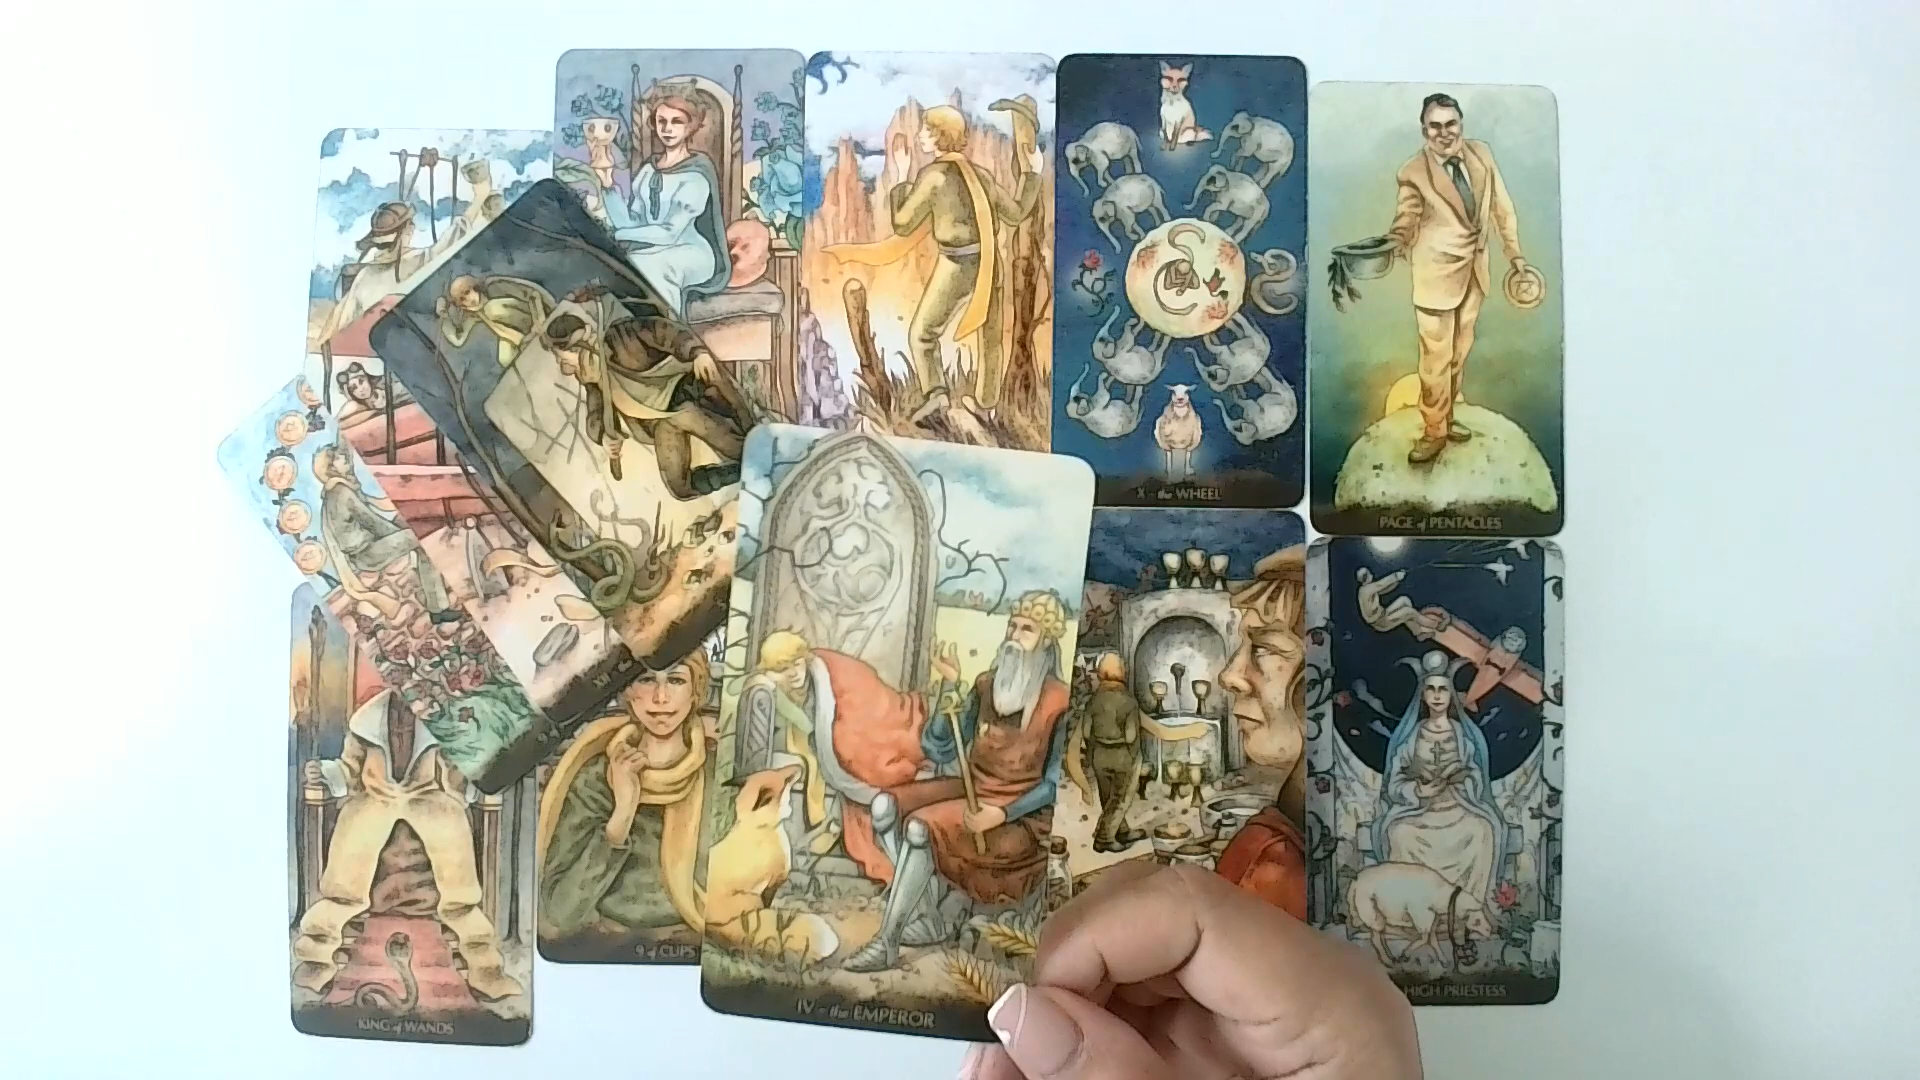 X - the WHEEL
PAGE of PENTACLES
9 of CUPS
IV - the EMPEROR
HIGH PRIESTESS
KING of WANDS